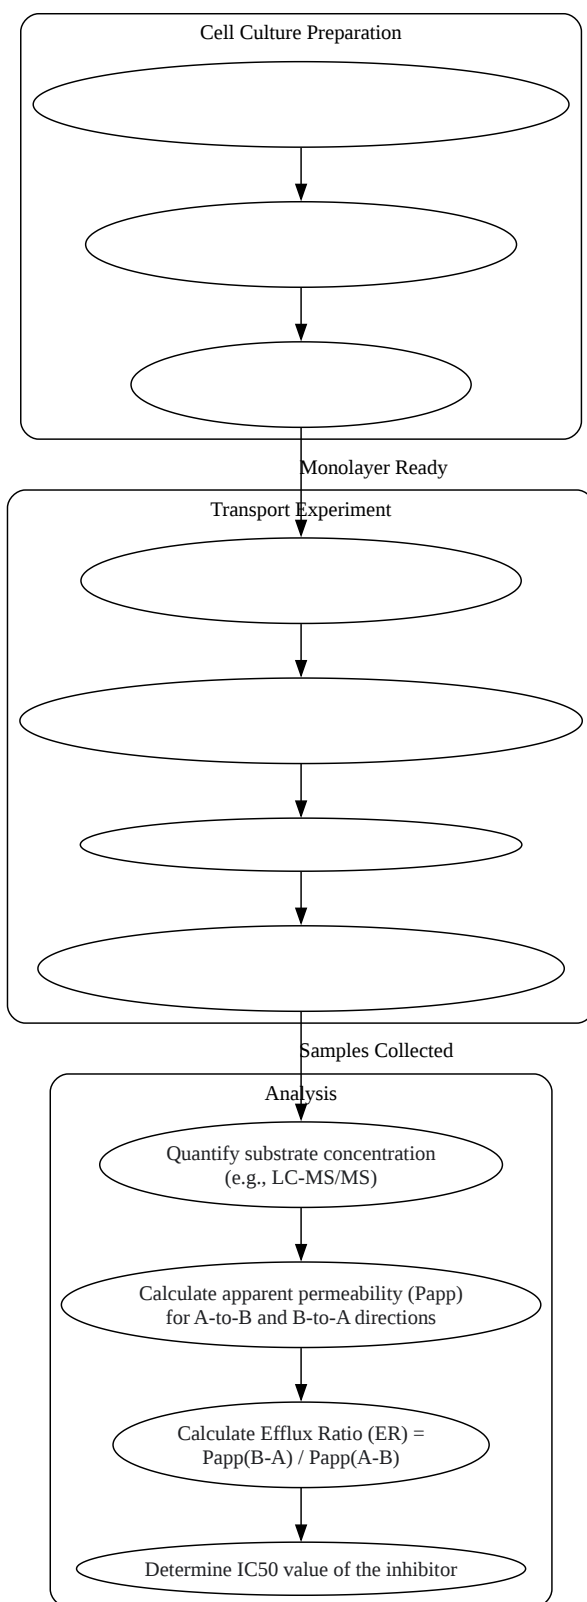 Cell Culture Preparation
Monolayer Ready
Transport Experiment
Samples Collected
Analysis
Quantify substrate concentration
(e.g., LC-MS/MS)
Calculate apparent permeability (Papp)
for A-to-B and B-to-A directions
Calculate Efflux Ratio (ER) =
Papp(B-A) / Papp(A-B)
Determine IC50 value of the inhibitor